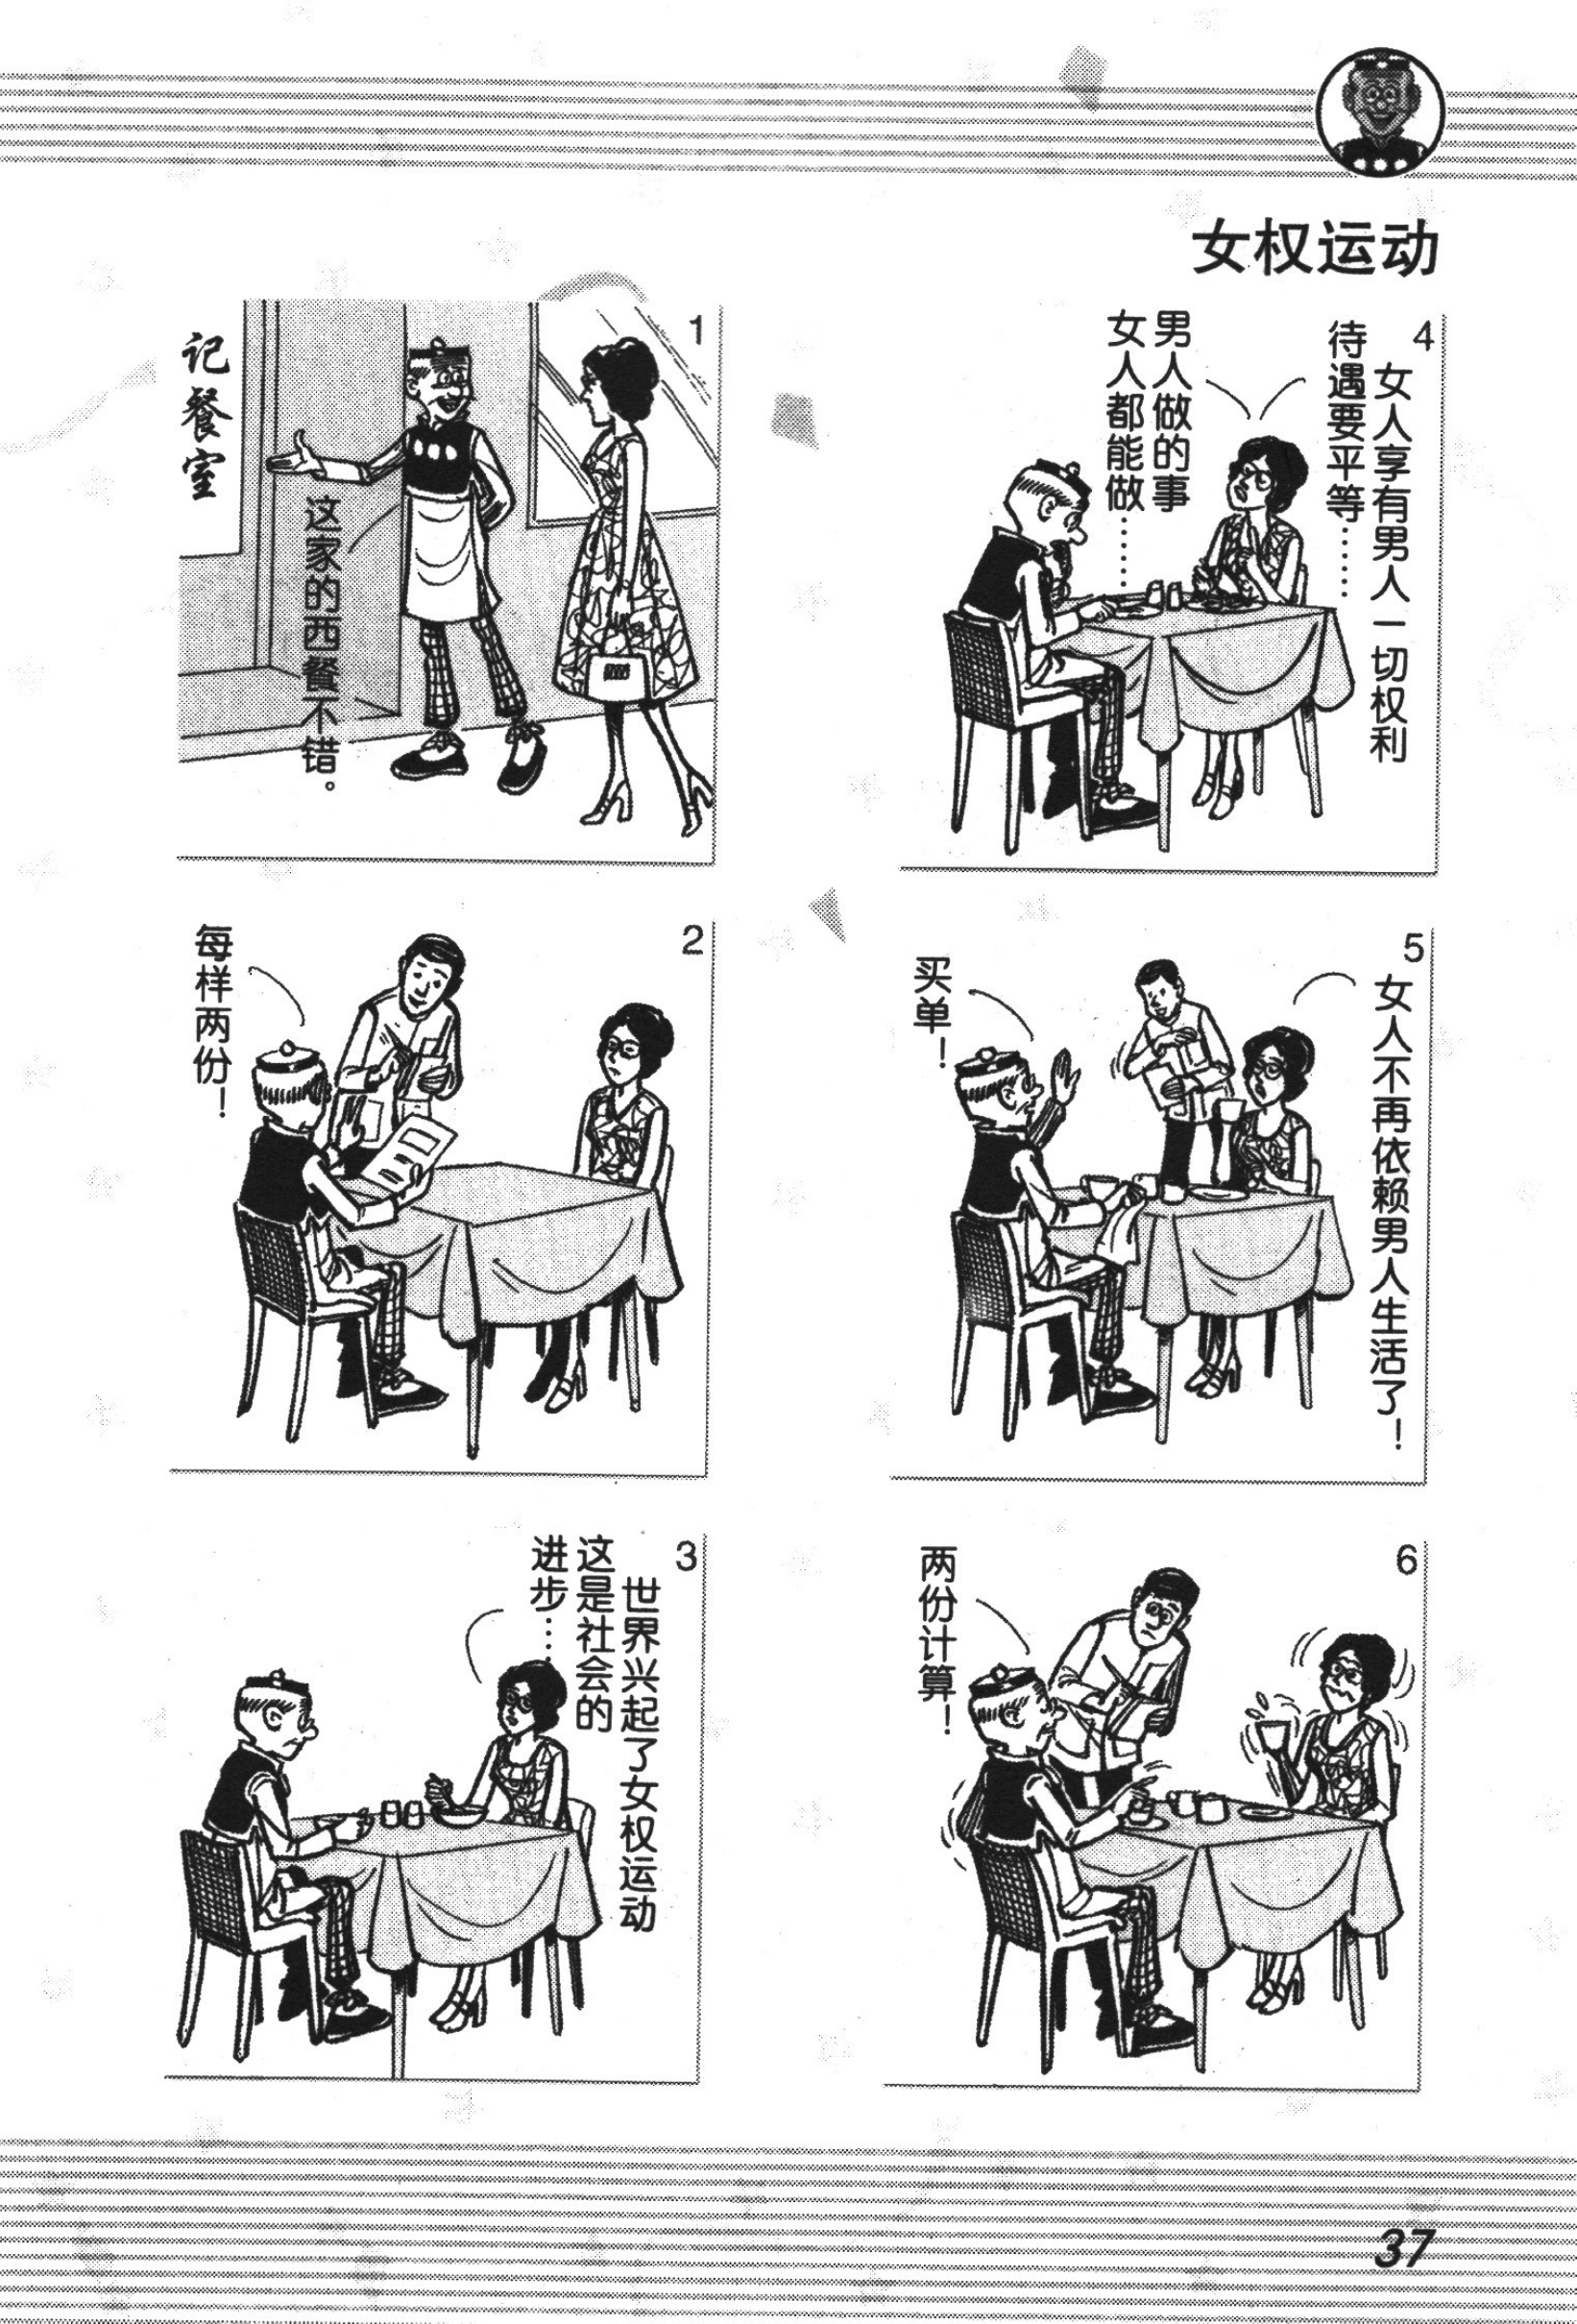 女权运动
1
记餐室
这家的西餐不错。
2
每样两份！
3
世界兴起了女权运动
这是社会的
进步……
4
女人享有男人一切权利
待遇要平等……
男人做的事
女人都能做……
5
女人不再依赖男人生活了！
买单！
6
两份计算！
37